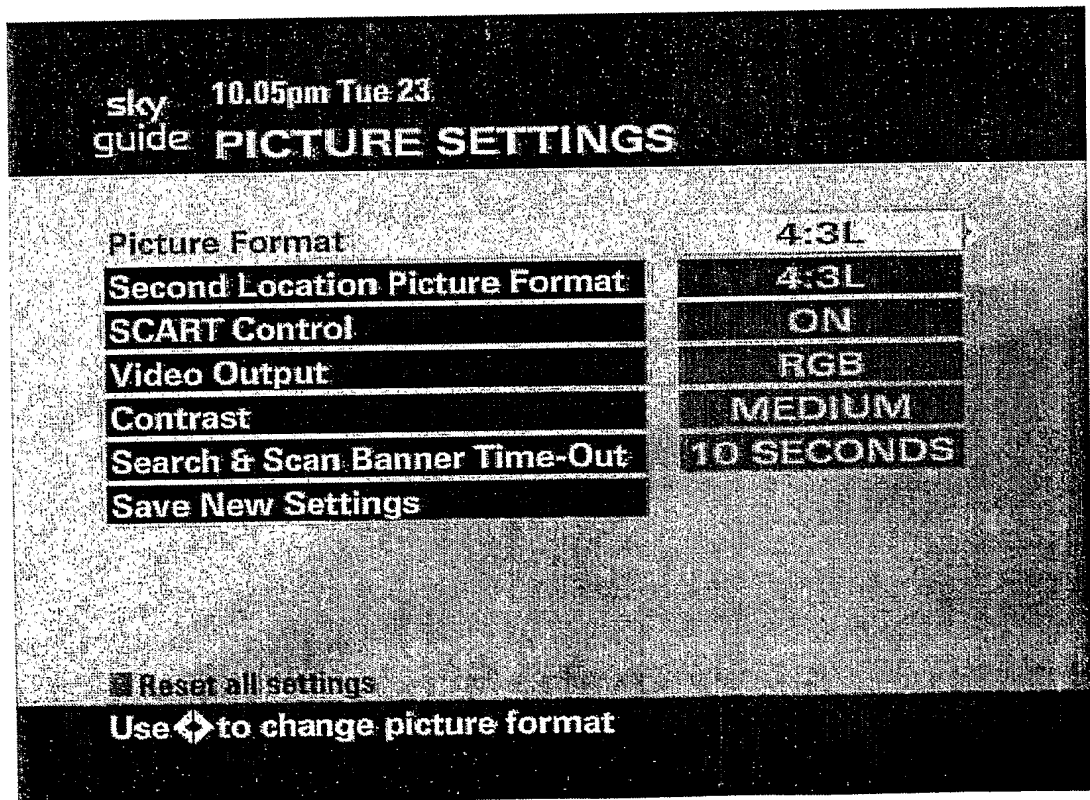 sky guide
10.05pm Tue 23
PICTURE SETTINGS
Picture Format 4:3L
Second Location Picture Format 4:3L
SCART Control ON
Video Output RGB
Contrast MEDIUM
Search & Scan Banner Time-Out 10 SECONDS
Save New Settings
Reset all settings
Use to change picture format